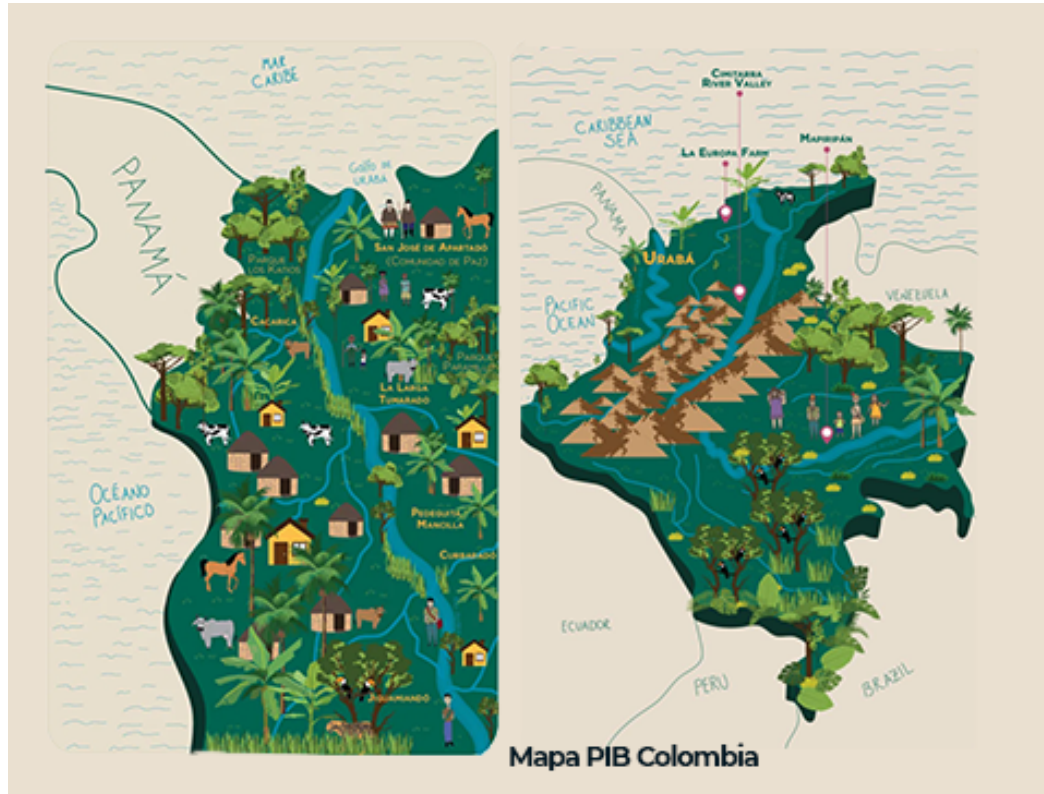 MAR
CARIBE
PANAMÁ
GOLFO DE
URABÁ
SAN JOSÉ DE APARTADÓ
(COMUNIDAD DE PAZ)
PARQUE
LOS KATIOS
CACARICA
PARQUE
LA LARGA
TUMARADO
OCÉANO
PACÍFICO
PEDEGUITA
MANCILLA
CURBARADÓ
JIGUAMIANDÓ
CIMITARRA
RIVER VALLEY
CARIBBEAN
SEA
LA EUROPA FARM
MAPIRIPÁN
PANAMA
URABÁ
PACIFIC
OCEAN
VENEZUELA
ECUADOR
PERU
BRAZIL
Mapa PIB Colombia